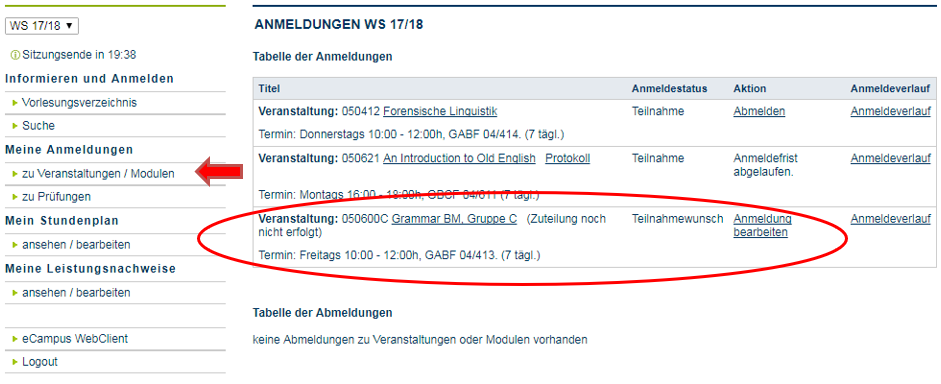 WS 17/18
Sitzungsende in 19:38
Informieren und Anmelden
Vorlesungsverzeichnis
Suche
Meine Anmeldungen
zu Veranstaltungen / Modulen
zu Prüfungen
Mein Stundenplan
ansehen / bearbeiten
Meine Leistungsnachweise
ansehen / bearbeiten
eCampus WebClient
Logout
ANMELDUNGEN WS 17/18
Tabelle der Anmeldungen
Titel Anmeldestatus Aktion Anmeldeverlauf
Veranstaltung: 050412 Forensische Linguistik Teilnahme Abmelden Anmeldeverlauf
Termin: Donnerstags 10:00 - 12:00h, GABF 04/414. (7 tägl.)
Veranstaltung: 050621 An Introduction to Old English Protokoll Teilnahme Anmeldefrist Anmeldeverlauf
abgelaufen.
Termin: Montags 16:00 - 18:00h, GBCF 04/611 (7 tägl.)
Veranstaltung: 050600C Grammar BM, Gruppe C (Zuteilung noch Teilnahmewunsch Anmeldung Anmeldeverlauf
nicht erfolgt) bearbeiten
Termin: Freitags 10:00 - 12:00h, GABF 04/413. (7 tägl.)
Tabelle der Abmeldungen
keine Abmeldungen zu Veranstaltungen oder Modulen vorhanden